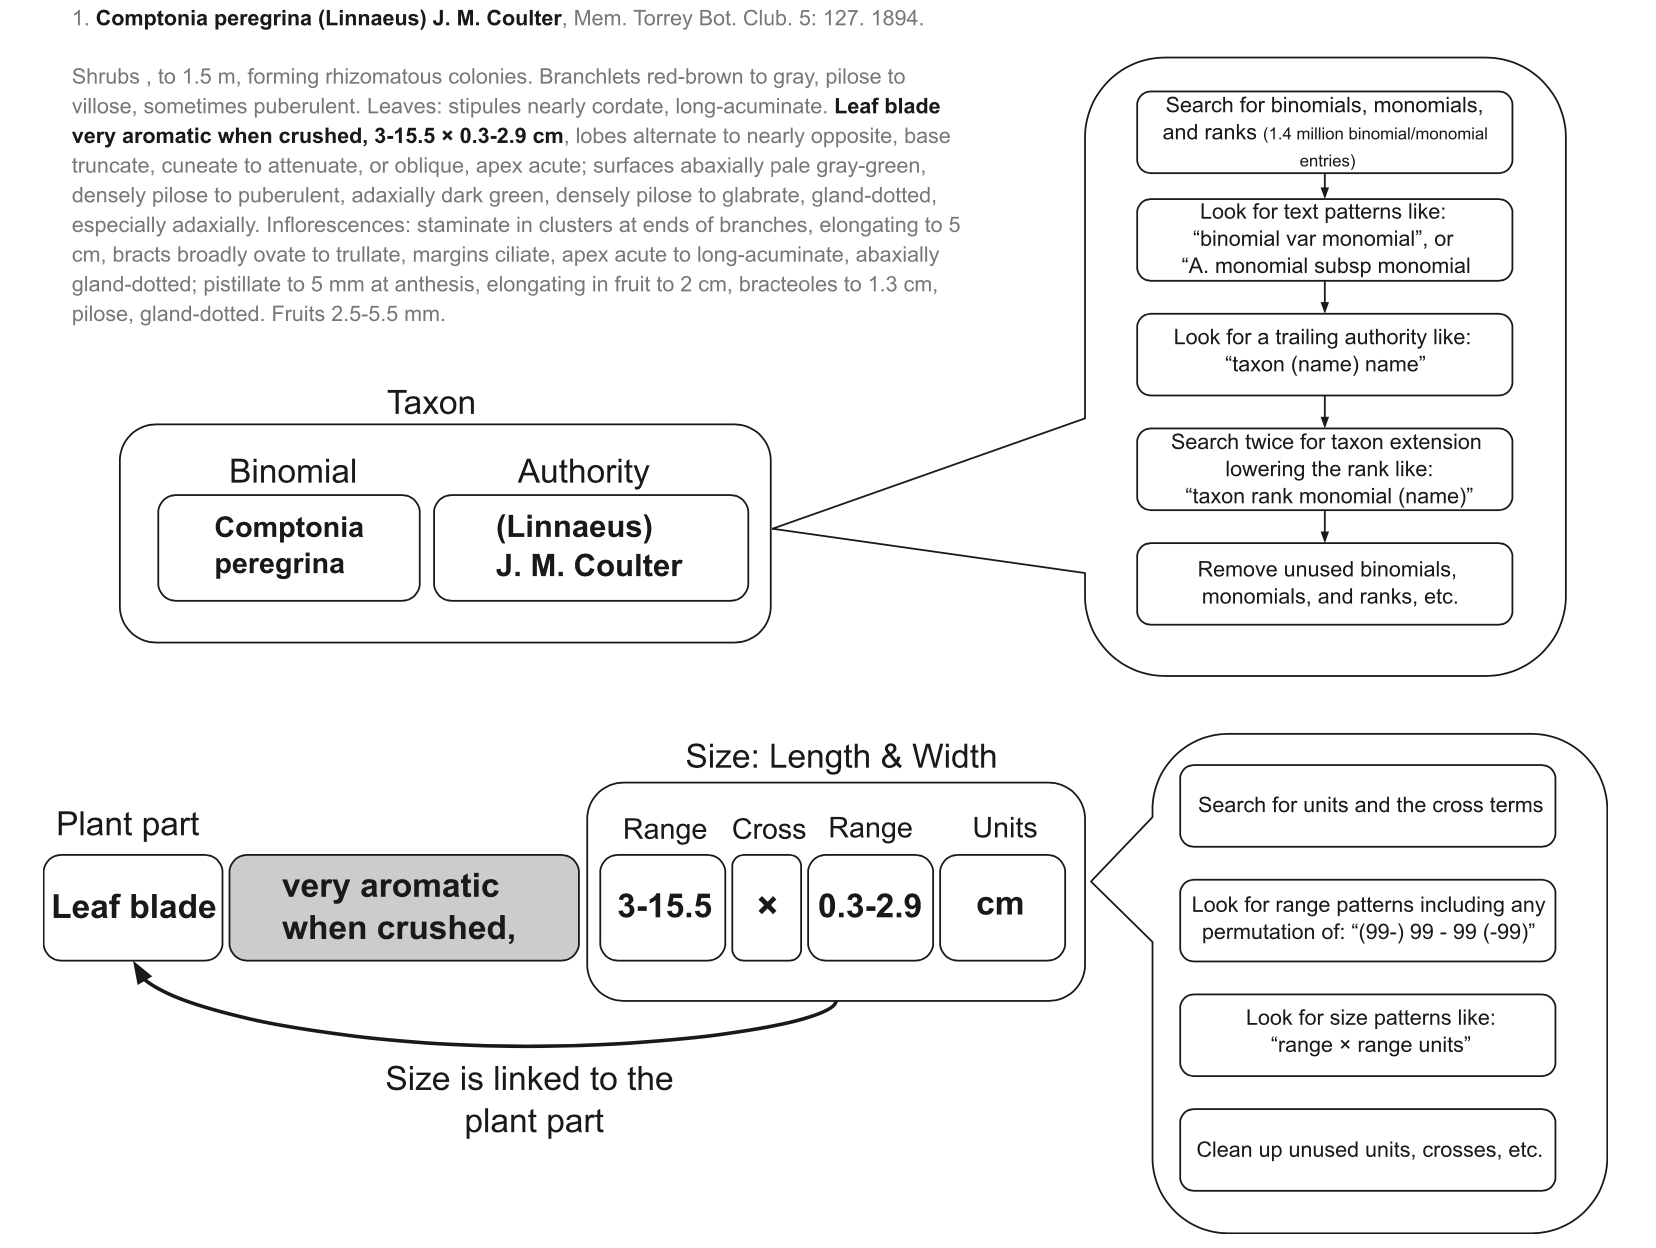 1. Comptonia peregrina (Linnaeus) J. M. Coulter, Mem. Torrey Bot. Club. 5: 127. 1894.
Shrubs , to 1.5 m, forming rhizomatous colonies. Branchlets red-brown to gray, pilose to
villose, sometimes puberulent. Leaves: stipules nearly cordate, long-acuminate. Leaf blade
very aromatic when crushed, 3-15.5 × 0.3-2.9 cm, lobes alternate to nearly opposite, base
truncate, cuneate to attenuate, or oblique, apex acute; surfaces abaxially pale gray-green,
densely pilose to puberulent, adaxially dark green, densely pilose to glabrate, gland-dotted,
especially adaxially. Inflorescences: staminate in clusters at ends of branches, elongating to 5
cm, bracts broadly ovate to trullate, margins ciliate, apex acute to long-acuminate, abaxially
gland-dotted; pistillate to 5 mm at anthesis, elongating in fruit to 2 cm, bracteoles to 1.3 cm,
pilose, gland-dotted. Fruits 2.5-5.5 mm.
Taxon
Binomial
Comptonia
peregrina
Authority
(Linnaeus)
J. M. Coulter
Search for binomials, monomials,
and ranks (1.4 million binomial/monomial
entries)
Look for text patterns like:
“binomial var monomial”, or
“A. monomial subsp monomial
Look for a trailing authority like:
“taxon (name) name”
Search twice for taxon extension
lowering the rank like:
“taxon rank monomial (name)”
Remove unused binomials,
monomials, and ranks, etc.
Plant part
Leaf blade
very aromatic
when crushed,
Size: Length & Width
Range Cross Range Units
3-15.5 × 0.3-2.9 cm
Size is linked to the
plant part
Search for units and the cross terms
Look for range patterns including any
permutation of: “(99-) 99 - 99 (-99)”
Look for size patterns like:
“range × range units”
Clean up unused units, crosses, etc.